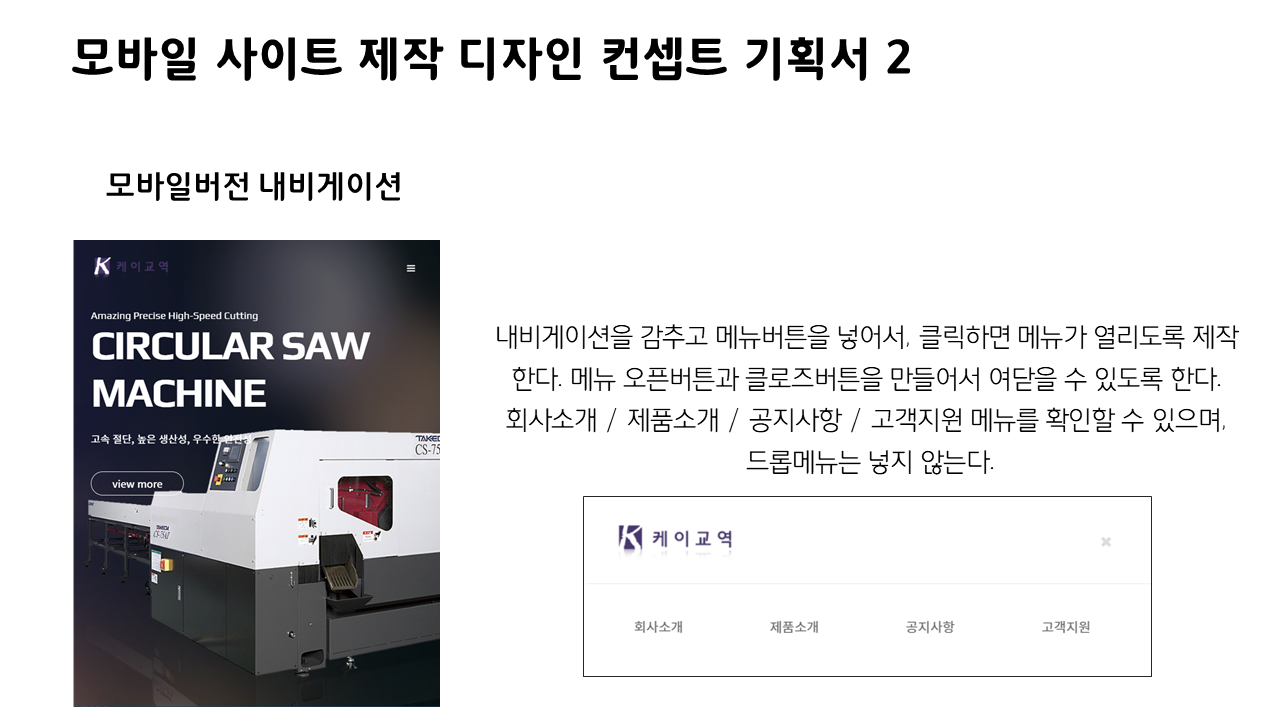 모바일 사이트 제작 디자인 컨셉트 기획서 2
모바일버전 내비게이션
케이교역
Amazing Precise High-Speed Cutting
CIRCULAR SAW
MACHINE
고속 절단, 높은 생산성, 우수한 안전성
view more
CS-75
내비게이션을 감추고 메뉴버튼을 넣어서, 클릭하면 메뉴가 열리도록 제작
한다. 메뉴 오픈버튼과 클로즈버튼을 만들어서 여닫을 수 있도록 한다.
회사소개 / 제품소개 / 공지사항 / 고객지원 메뉴를 확인할 수 있으며,
드롭메뉴는 넣지 않는다.
케이교역
회사소개 제품소개 공지사항 고객지원